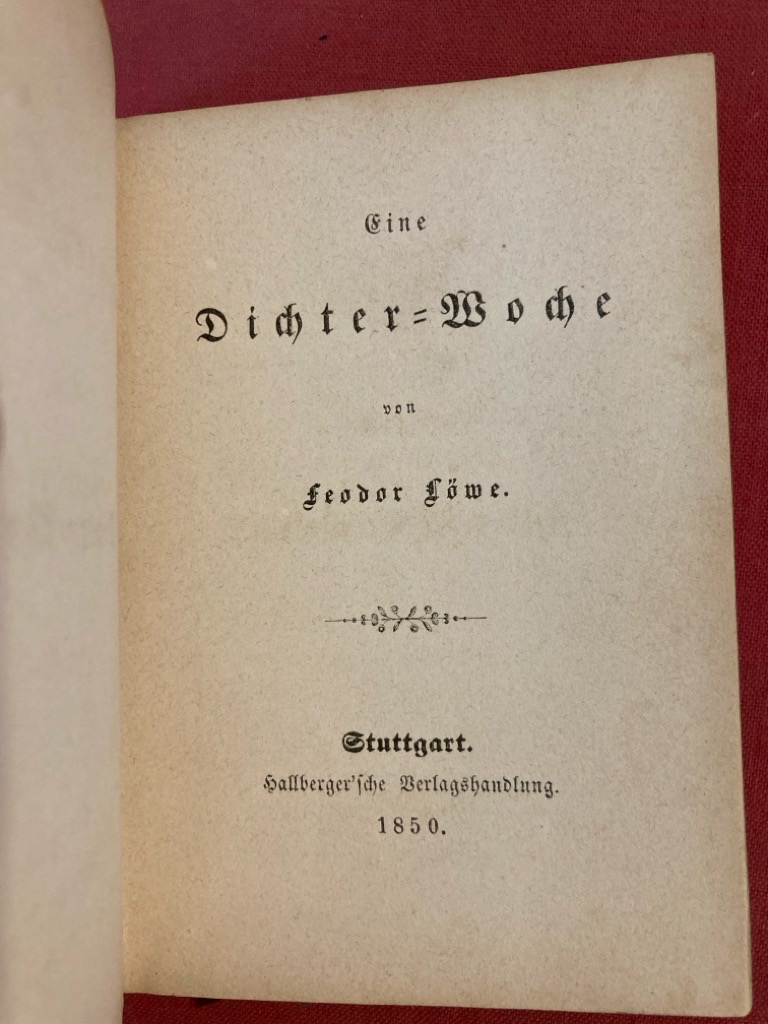 Eine
Dichter=Woche
von
Feodor Löwe.
Stuttgart.
Hallberger'sche Verlagshandlung.
1850.